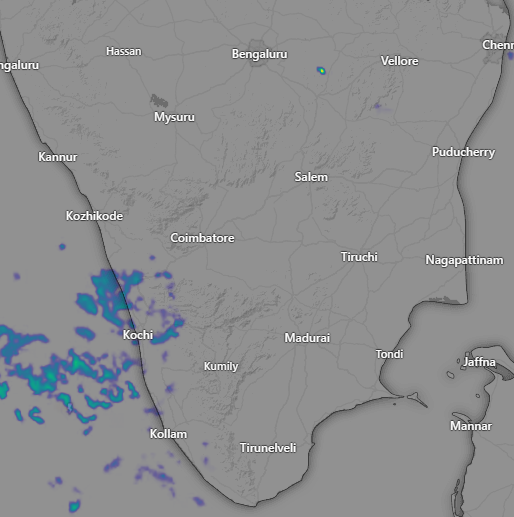 Hassan
Bengaluru
Chenn
ngaluru
Vellore
Mysuru
Kannur
Puducherry
Salem
Kozhikode
Coimbatore
Tiruchi
Nagapattinam
Kochi
Madurai
Tondi
Kumily
Jaffna
Mannar
Kollam
Tirunelveli